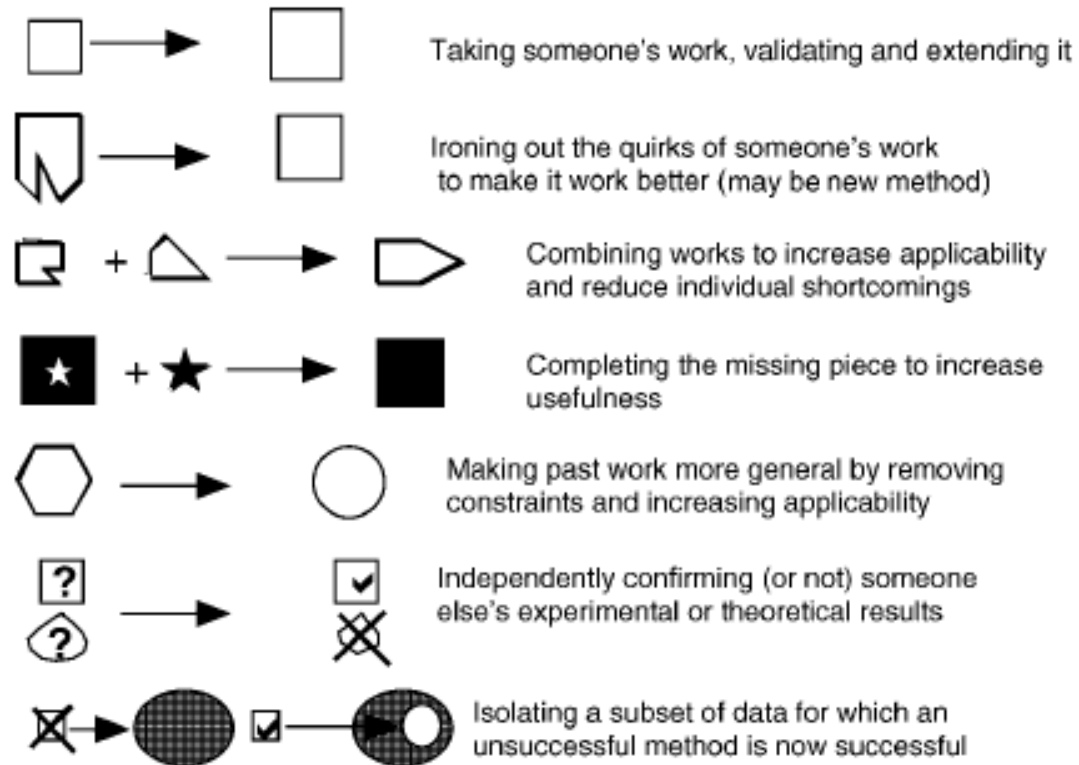 Taking someone's work, validating and extending it
Ironing out the quirks of someone's work
to make it work better (may be new method)
+
Combining works to increase applicability
and reduce individual shortcomings
+
Completing the missing piece to increase
usefulness
Making past work more general by removing
constraints and increasing applicability
?
?
Independently confirming (or not) someone
else's experimental or theoretical results
Isolating a subset of data for which an
unsuccessful method is now successful